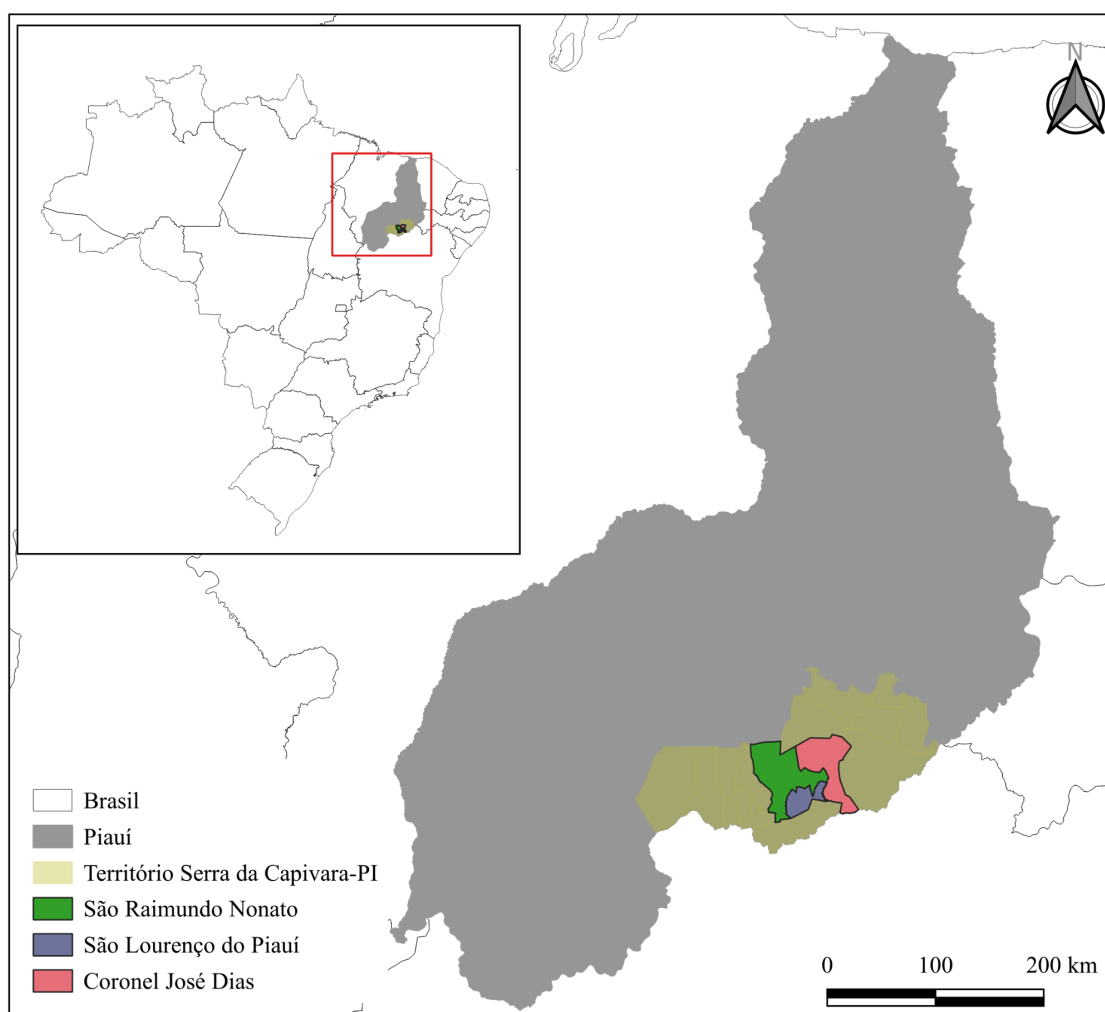 N
Brasil
Piauí
Território Serra da Capivara-PI
São Raimundo Nonato
São Lourenço do Piauí
Coronel José Dias
0 100 200 km